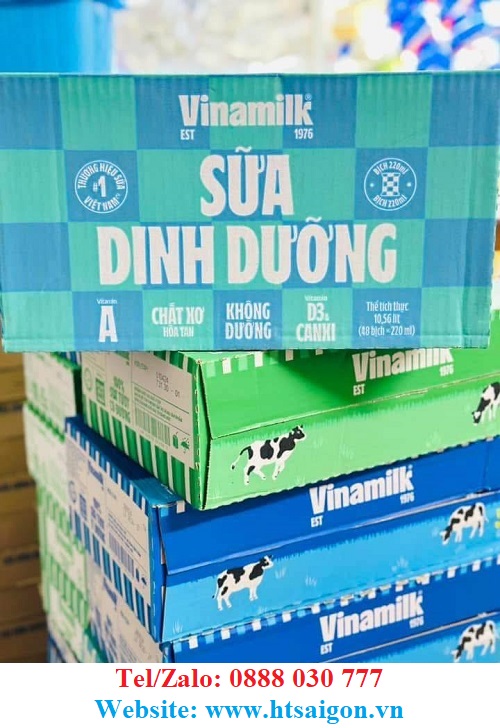 Vinamilk
EST 1976
THƯƠNG HIỆU SỮA
#1
VIỆT NAM
SỮA
DINH DƯỠNG
BỊCH 220ml
BỊCH 220ml
Vitamin
A
CHẤT XƠ
HÒA TAN
KHÔNG
ĐƯỜNG
Vitamin
D3 &
CANXI
Thể tích thực
10,56 lít
(48 bịch = 220 ml)
Vinamilk
EST
Vinamilk
EST 1976
Vinamilk
1976
Tel/Zalo: 0888 030 777
Website: www.htsaigon.vn